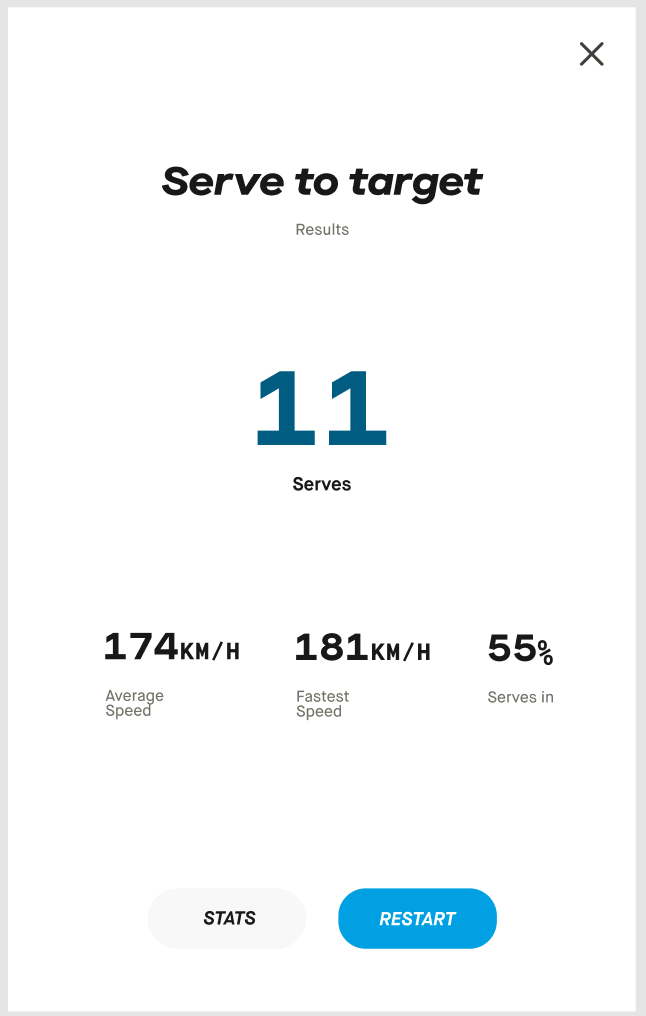 Serve to target
Results
11
Serves
174KM/H
Average
Speed
181KM/H
Fastest
Speed
55%
Serves in
STATS
RESTART